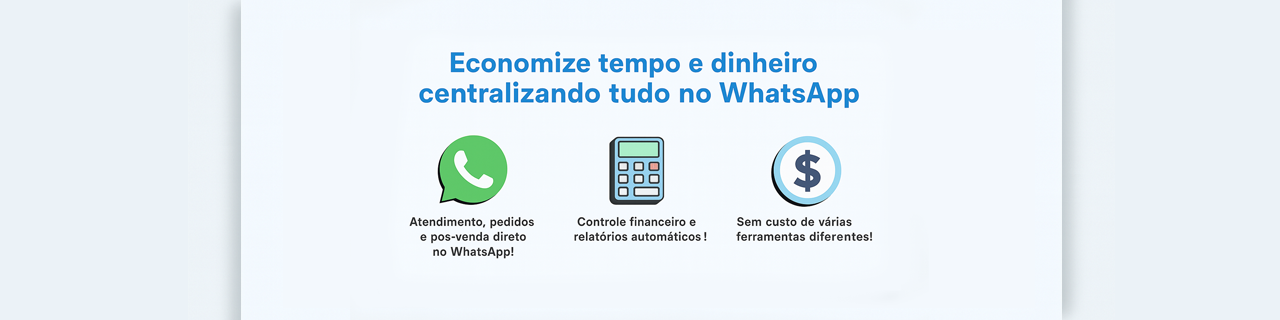 Economize tempo e dinheiro
centralizando tudo no WhatsApp
Atendimento, pedidos
e pos-venda direto
no WhatsApp!
Controle financeiro e
relatórios automáticos !
$
Sem custo de várias
ferramentas diferentes!